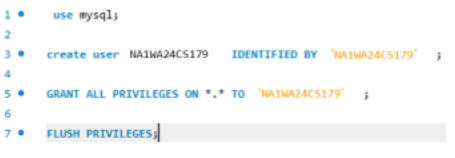 1 use mysql;
2
3 create user NA1WA24CS179 IDENTIFIED BY 'NA1WA24CS179' ;
4
5 GRANT ALL PRIVILEGES ON *.* TO 'NA1WA24CS179' ;
6
7 FLUSH PRIVILEGES;